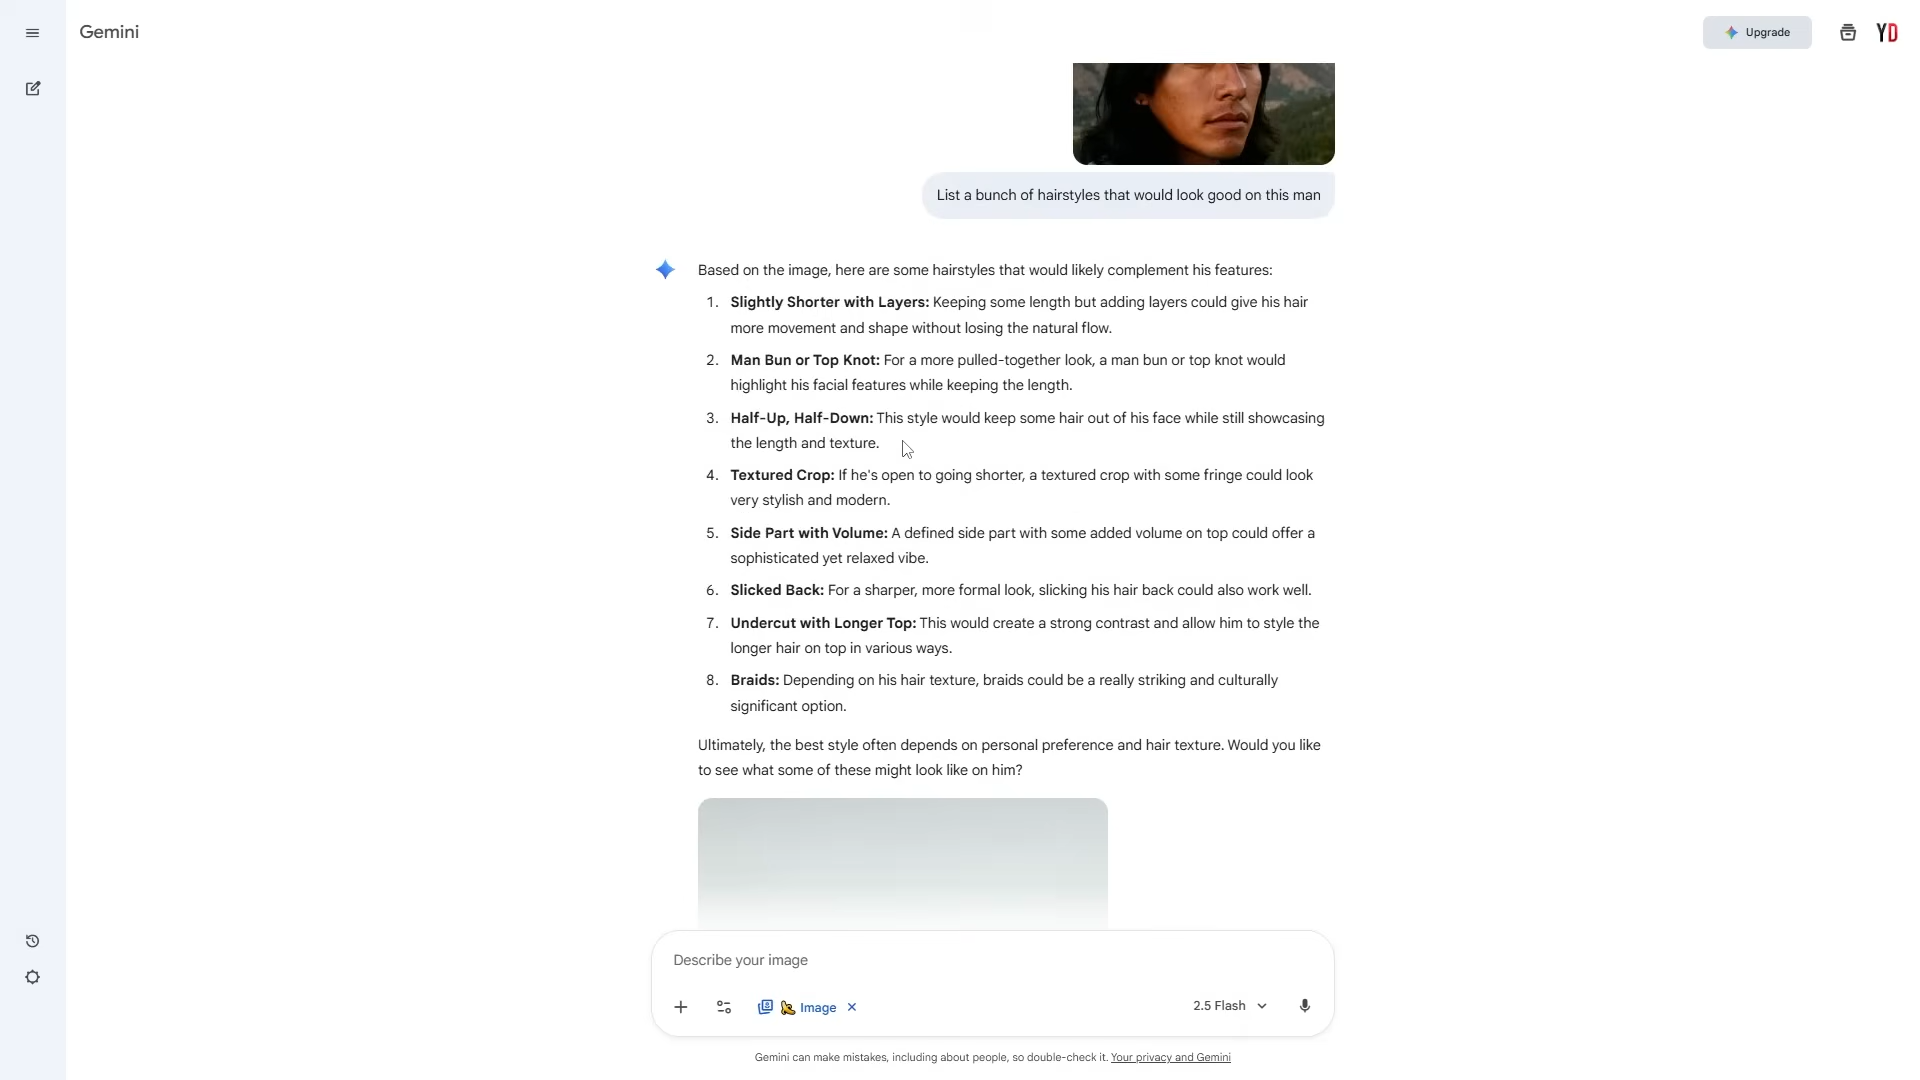 Gemini
Upgrade
YD
List a bunch of hairstyles that would look good on this man
Based on the image, here are some hairstyles that would likely complement his features:
1. Slightly Shorter with Layers: Keeping some length but adding layers could give his hair
more movement and shape without losing the natural flow.
2. Man Bun or Top Knot: For a more pulled-together look, a man bun or top knot would
highlight his facial features while keeping the length.
3. Half-Up, Half-Down: This style would keep some hair out of his face while still showcasing
the length and texture.
4. Textured Crop: If he's open to going shorter, a textured crop with some fringe could look
very stylish and modern.
5. Side Part with Volume: A defined side part with some added volume on top could offer a
sophisticated yet relaxed vibe.
6. Slicked Back: For a sharper, more formal look, slicking his hair back could also work well.
7. Undercut with Longer Top: This would create a strong contrast and allow him to style the
longer hair on top in various ways.
8. Braids: Depending on his hair texture, braids could be a really striking and culturally
significant option.
Ultimately, the best style often depends on personal preference and hair texture. Would you like
to see what some of these might look like on him?
Describe your image
Image
2.5 Flash
Gemini can make mistakes, including about people, so double-check it. Your privacy and Gemini